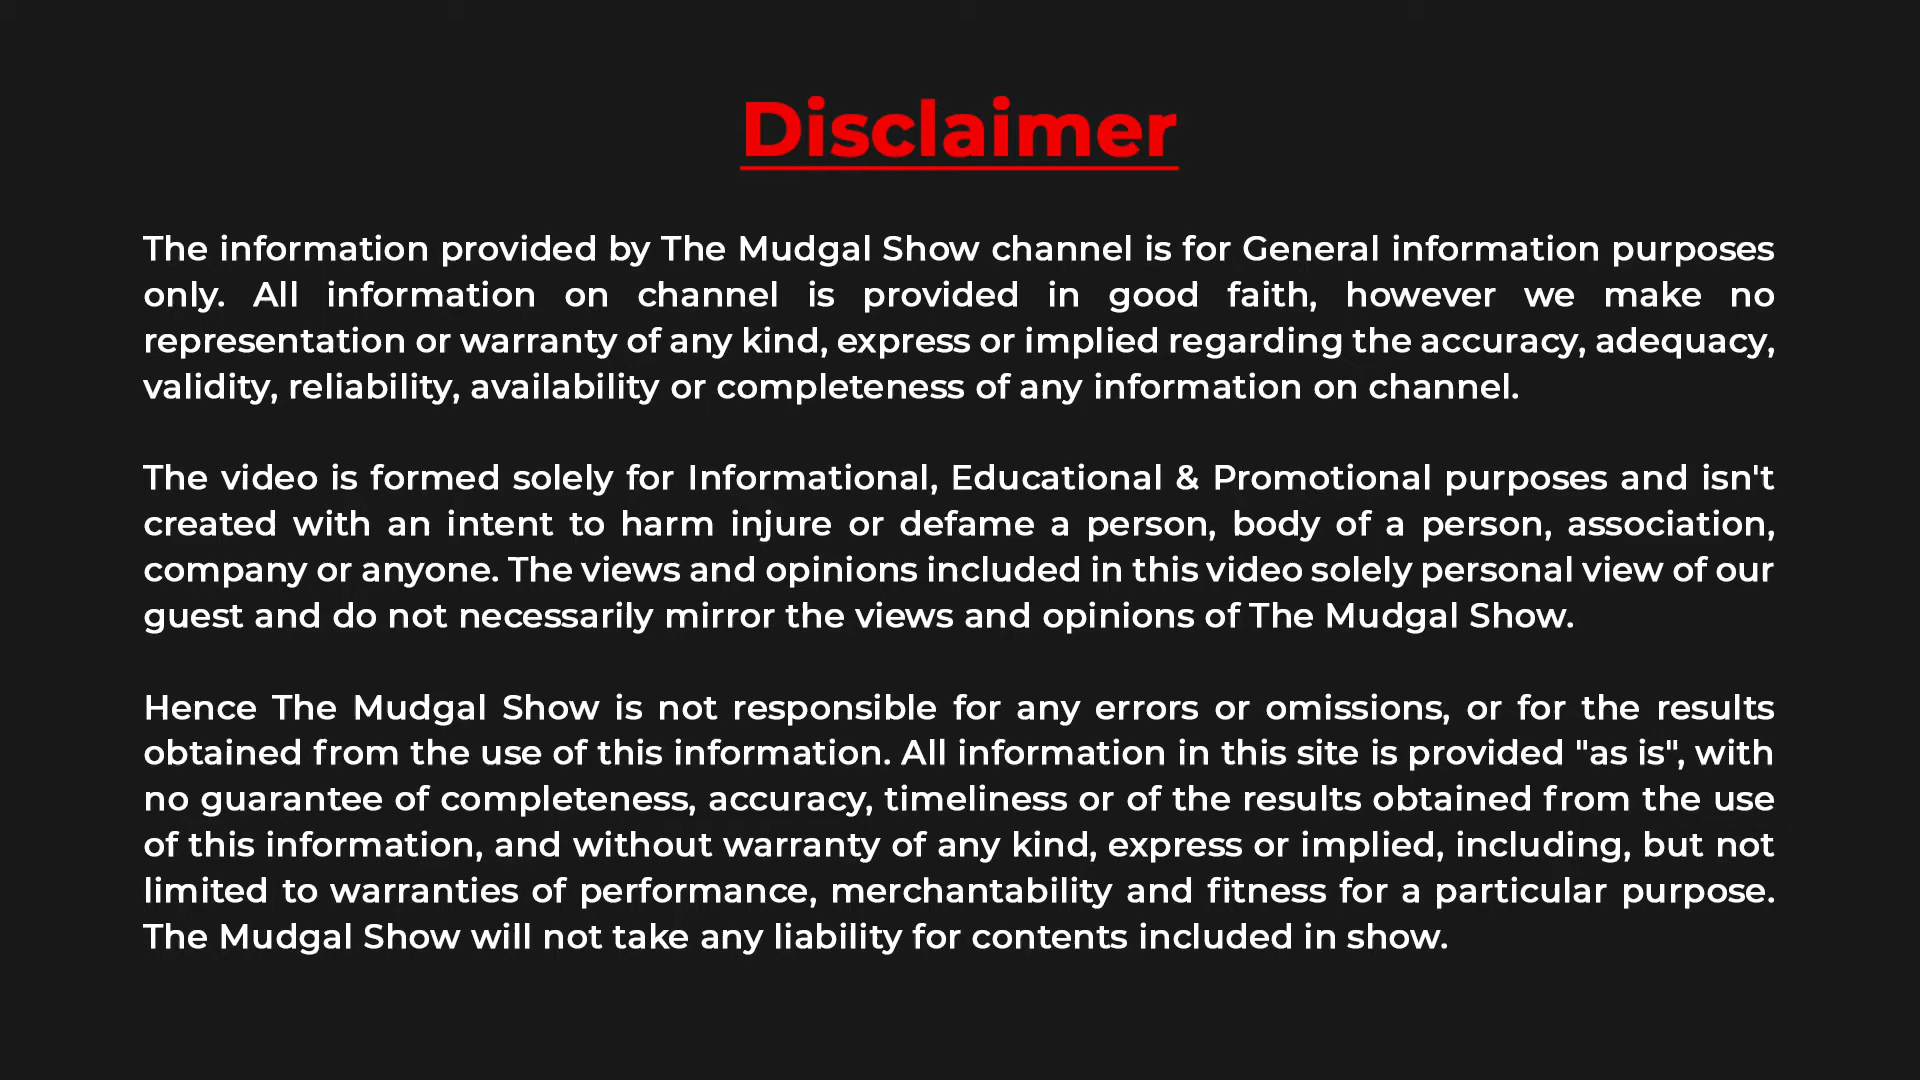 Disclaimer
The information provided by The Mudgal Show channel is for General information purposes
only. All information on channel is provided in good faith, however we make no
representation or warranty of any kind, express or implied regarding the accuracy, adequacy,
validity, reliability, availability or completeness of any information on channel.
The video is formed solely for Informational, Educational & Promotional purposes and isn't
created with an intent to harm injure or defame a person, body of a person, association,
company or anyone. The views and opinions included in this video solely personal view of our
guest and do not necessarily mirror the views and opinions of The Mudgal Show.
Hence The Mudgal Show is not responsible for any errors or omissions, or for the results
obtained from the use of this information. All information in this site is provided "as is", with
no guarantee of completeness, accuracy, timeliness or of the results obtained from the use
of this information, and without warranty of any kind, express or implied, including, but not
limited to warranties of performance, merchantability and fitness for a particular purpose.
The Mudgal Show will not take any liability for contents included in show.